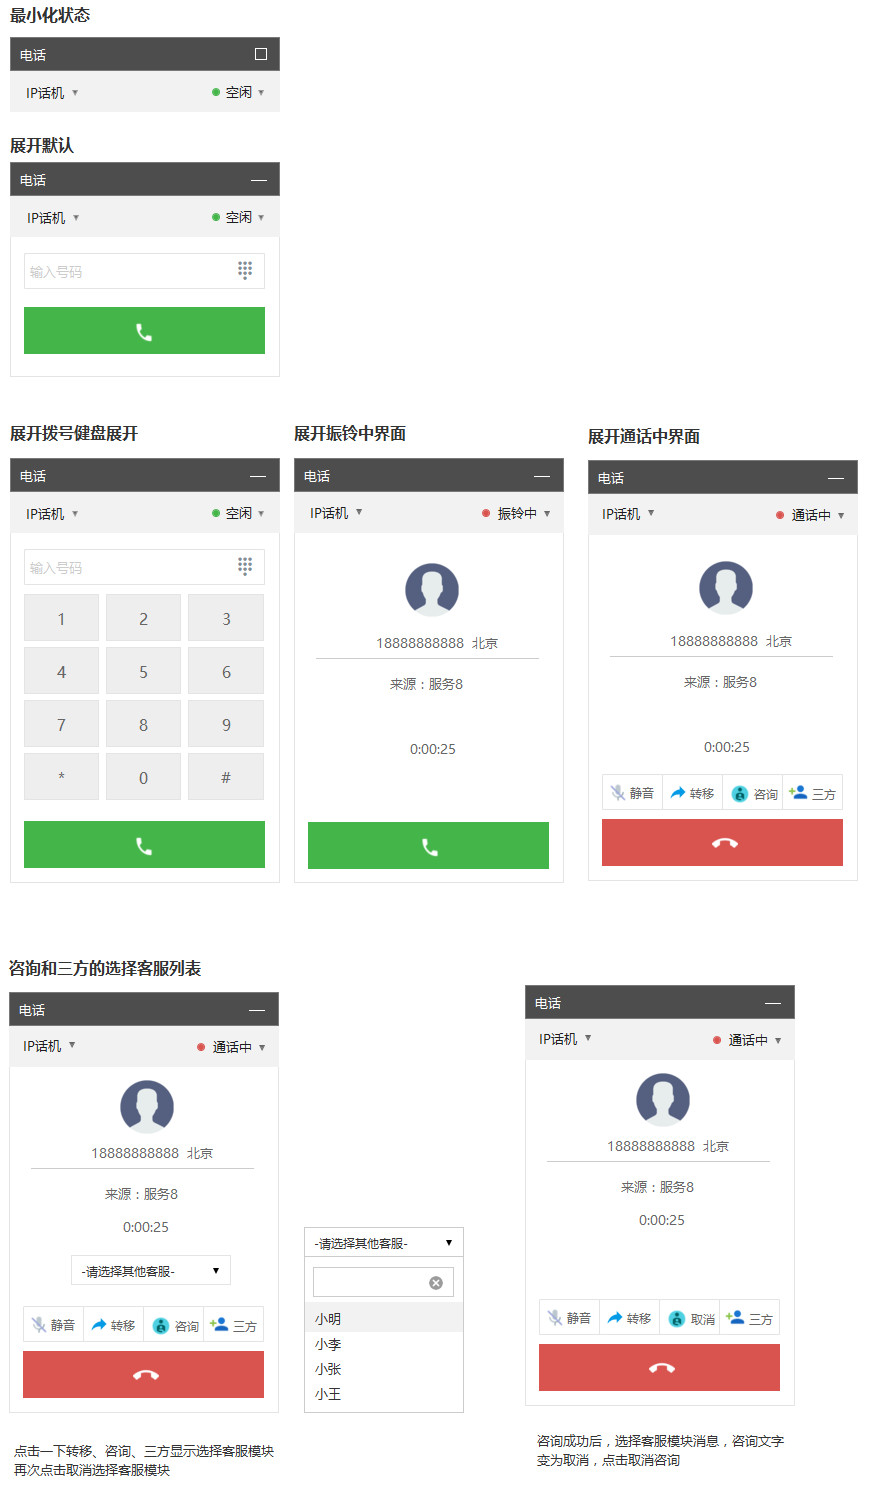 最小化状态
电话
IP话机 空闲
展开默认
电话
IP话机 空闲
输入号码
展开拨号健盘展开
电话
IP话机 空闲
输入号码
1 2 3
4 5 6
7 8 9
* 0 #
展开振铃中界面
电话
IP话机 振铃中
18888888888 北京
来源：服务8
0:00:25
展开通话中界面
电话
IP话机 通话中
18888888888 北京
来源：服务8
0:00:25
静音 转移 咨询 三方
咨询和三方的选择客服列表
电话
IP话机 通话中
18888888888 北京
来源：服务8
0:00:25
-请选择其他客服-
静音 转移 咨询 三方
点击一下转移、咨询、三方显示选择客服模块
再次点击取消选择客服模块
-请选择其他客服-
小明
小李
小张
小王
电话
IP话机 通话中
18888888888 北京
来源：服务8
0:00:25
静音 转移 取消 三方
咨询成功后，选择客服模块消息，咨询文字
变为取消，点击取消咨询